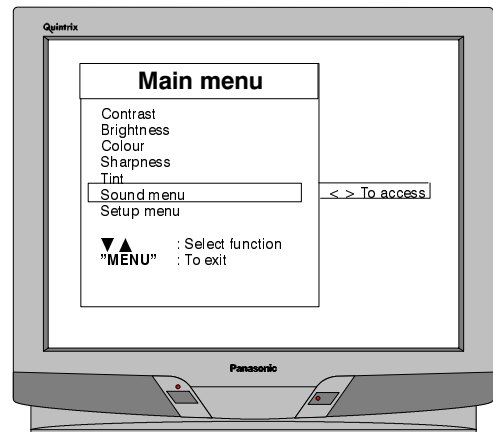 Quintrix
Main menu
Contrast
Brightness
Colour
Sharpness
Tint
Sound menu < > To access
Setup menu
▼▲ : Select function
"MENU" : To exit
Panasonic